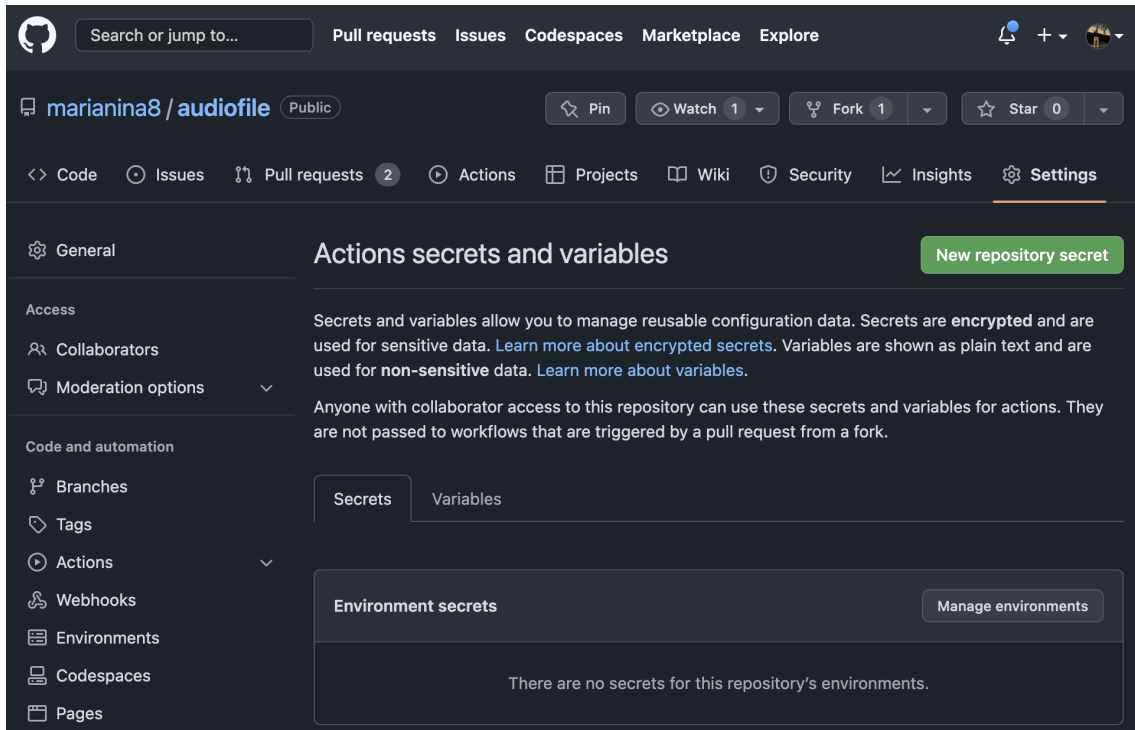 Search or jump to...
Pull requests Issues Codespaces Marketplace Explore
marianina8 / audiofile Public
Pin Watch 1 Fork 1 Star 0
Code Issues Pull requests 2 Actions Projects Wiki Security Insights Settings
General
Access
Collaborators
Moderation options
Code and automation
Branches
Tags
Actions
Webhooks
Environments
Codespaces
Pages
Actions secrets and variables
New repository secret
Secrets and variables allow you to manage reusable configuration data. Secrets are encrypted and are
used for sensitive data. Learn more about encrypted secrets. Variables are shown as plain text and are
used for non-sensitive data. Learn more about variables.
Anyone with collaborator access to this repository can use these secrets and variables for actions. They
are not passed to workflows that are triggered by a pull request from a fork.
Secrets Variables
Environment secrets
Manage environments
There are no secrets for this repository’s environments.